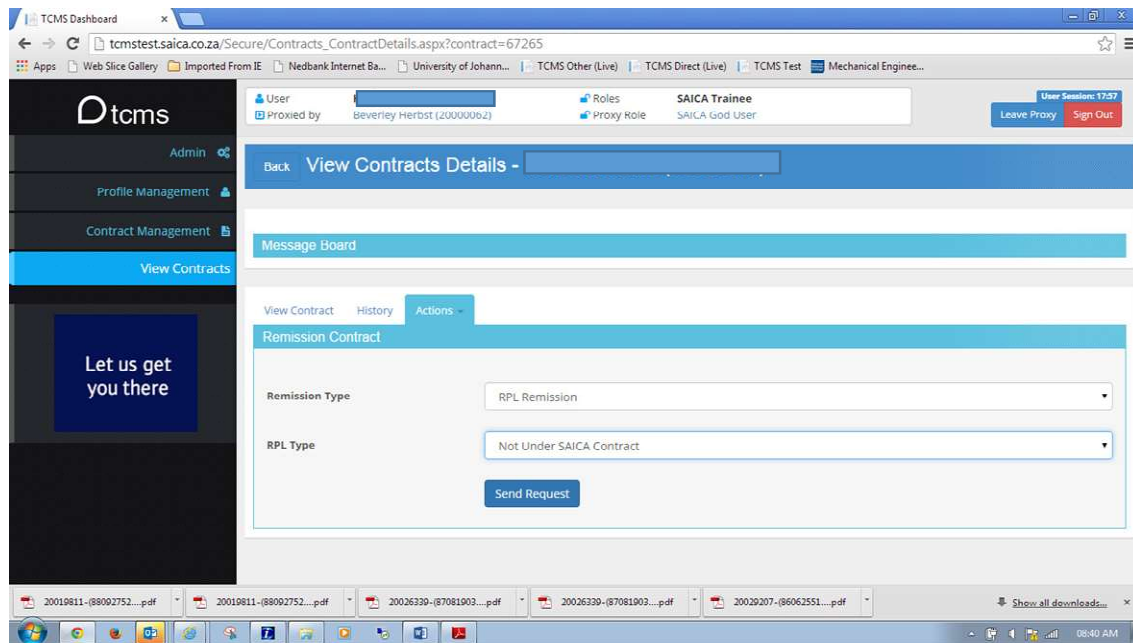 TCMS Dashboard
tcmstest.saica.co.za/Secure/Contracts_ContractDetails.aspx?contract=67265
Apps Web Slice Gallery Imported From IE Nedbank Internet Ba... University of Johann... TCMS Other (Live) TCMS Direct (Live) TCMS Test Mechanical Enginee...
tcms
User Roles SAICA Trainee
Proxied by Beverley Herbst (20000062) Proxy Role SAICA God User
User Session: 17:57
Leave Proxy Sign Out
Admin
Profile Management
Contract Management
View Contracts
Let us get
you there
Back View Contracts Details -
Message Board
View Contract History Actions
Remission Contract
Remission Type RPL Remission
RPL Type Not Under SAICA Contract
Send Request
20019811-(88092752....pdf 20019811-(88092752....pdf 20026339-(87081903....pdf 20026339-(87081903....pdf 20029207-(86062551....pdf Show all downloads...
08:40 AM